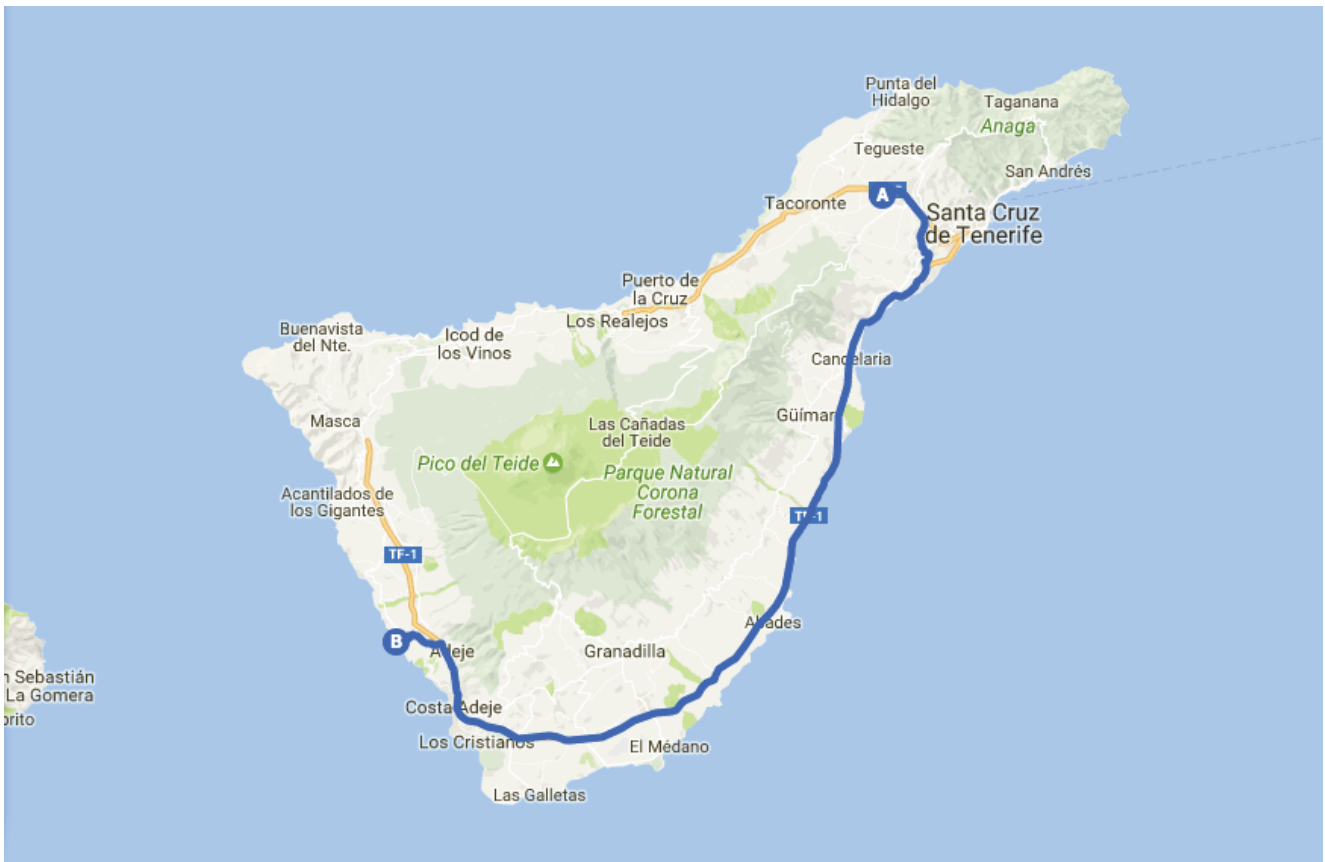 Punta del
Hidalgo
Taganana
Anaga
Tegueste
San Andrés
A
Tacoronte
Santa Cruz
de Tenerife
Puerto de
la Cruz
Los Realejos
Buenavista
del Nte.
Icod de
los Vinos
Candelaria
Güímar
Masca
Las Cañadas
del Teide
Pico del Teide
Parque Natural
Corona
Forestal
Acantilados de
los Gigantes
TF-1
TF-1
Abades
B
Adeje
Granadilla
n Sebastián
La Gomera
orito
Costa Adeje
Los Cristianos
El Médano
Las Galletas